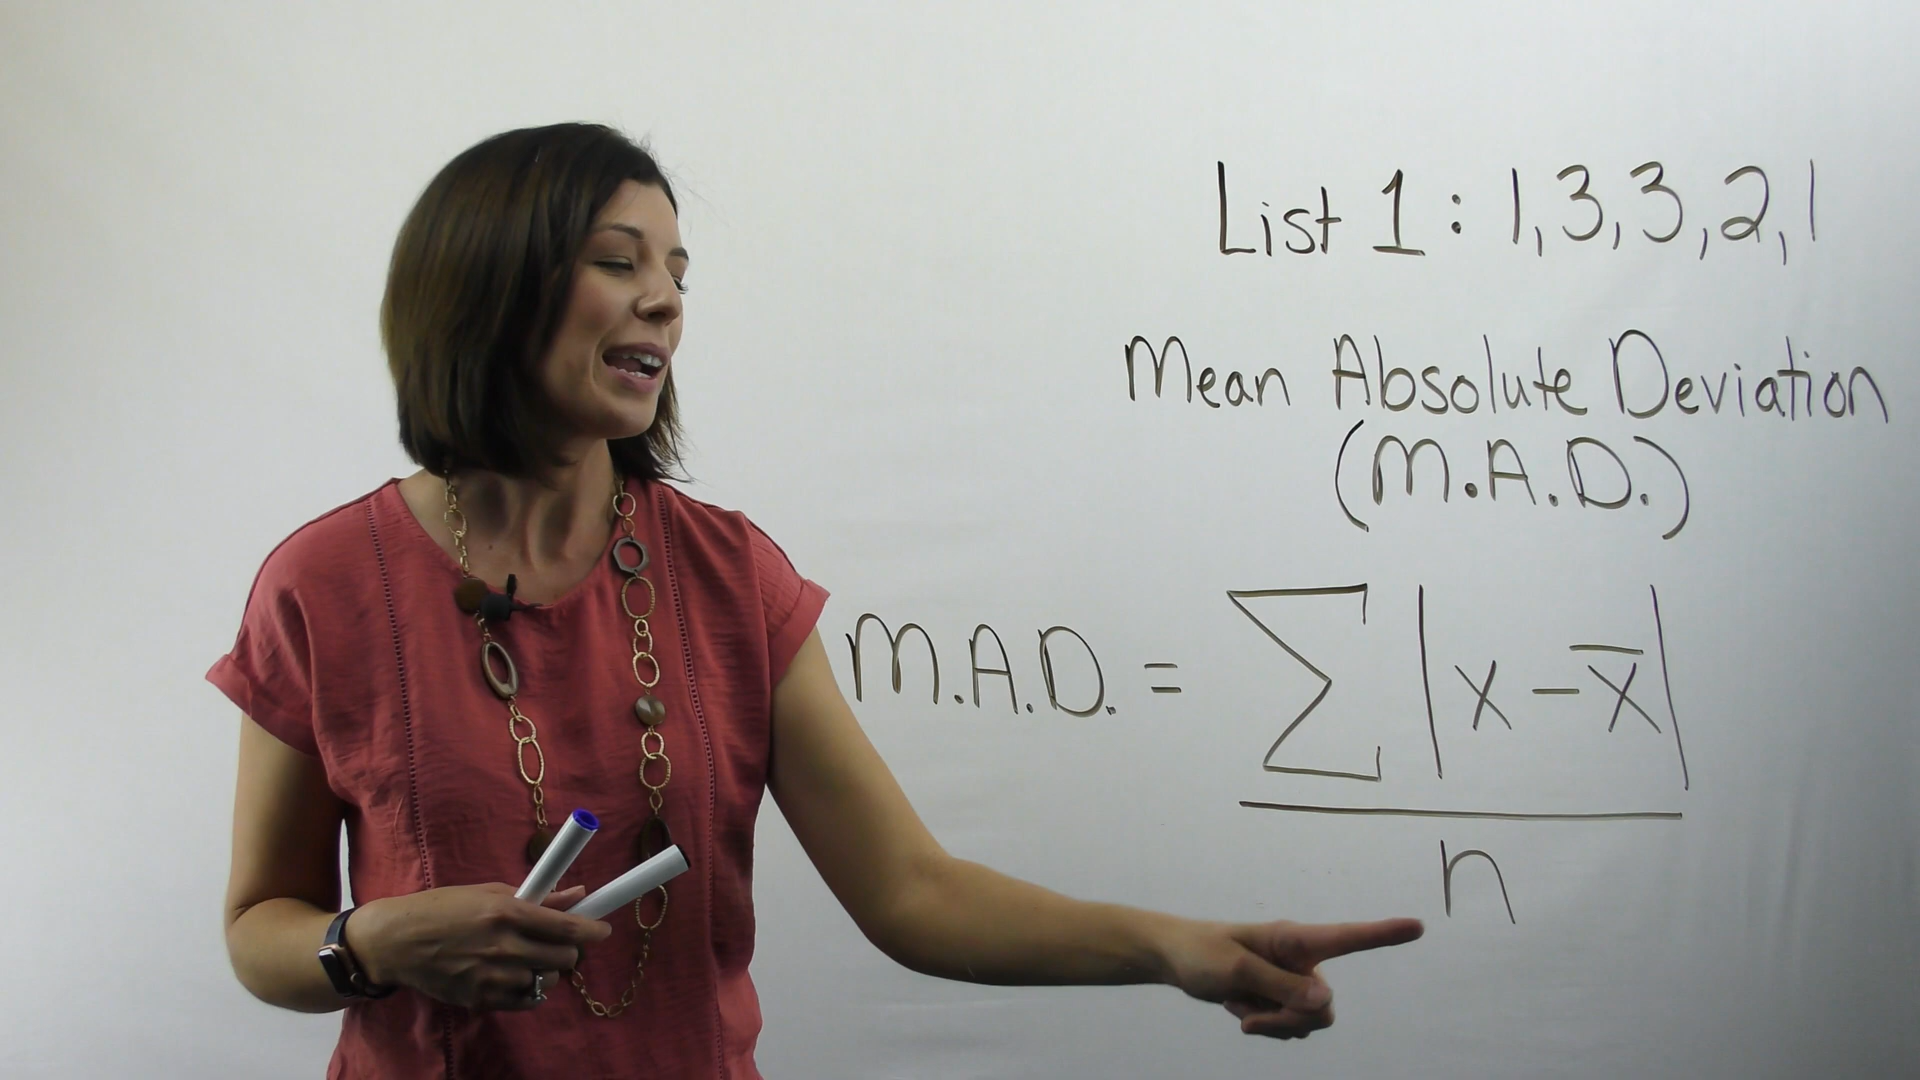 List 1 : 1, 3, 3, 2, 1
Mean Absolute Deviation
(M.A.D.)
M.A.D. = ∑ |x - x̄|
n